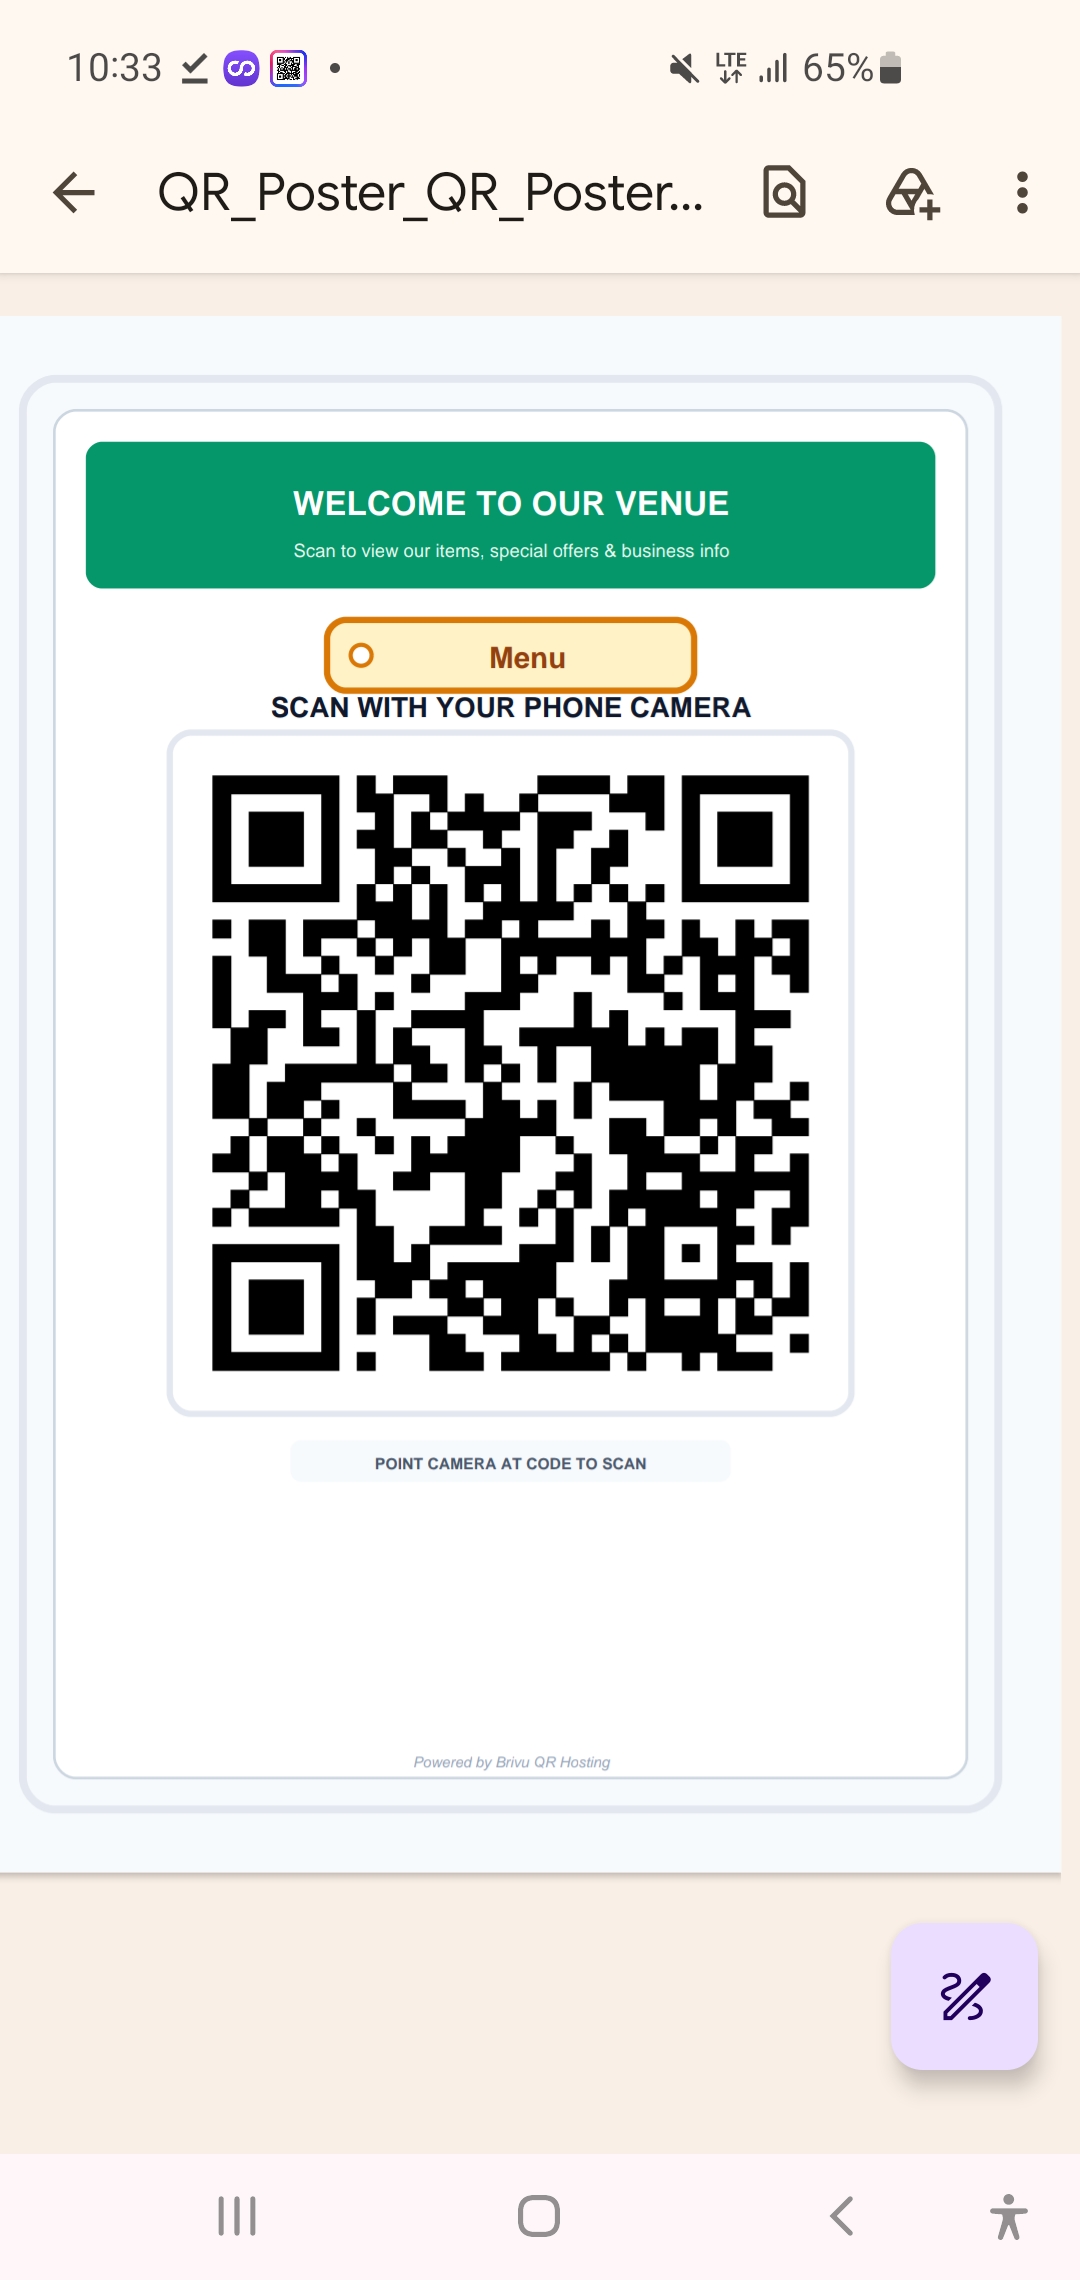 10:33
LTE
65%
QR_Poster_QR_Poster...
WELCOME TO OUR VENUE
Scan to view our items, special offers & business info
Menu
SCAN WITH YOUR PHONE CAMERA
POINT CAMERA AT CODE TO SCAN
Powered by Brivu QR Hosting